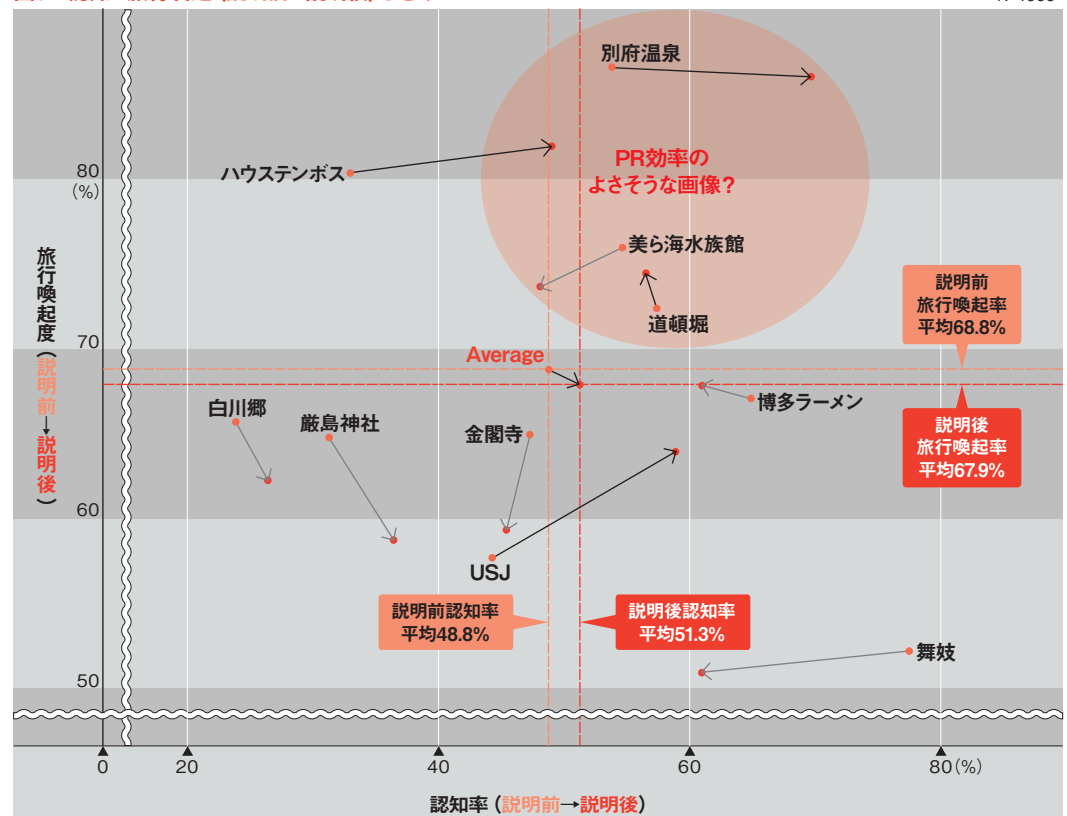 別府温泉
PR効率の
よさそうな画像?
ハウステンボス
80
(%)
美ら海水族館
道頓堀
旅行喚起度(説明前→説明後)
説明前
旅行喚起率
平均68.8%
70
Average
博多ラーメン
白川郷
厳島神社
金閣寺
説明後
旅行喚起率
平均67.9%
60
USJ
説明前認知率
平均48.8%
説明後認知率
平均51.3%
舞妓
50
0 20 40 60 80(%)
認知率(説明前→説明後)